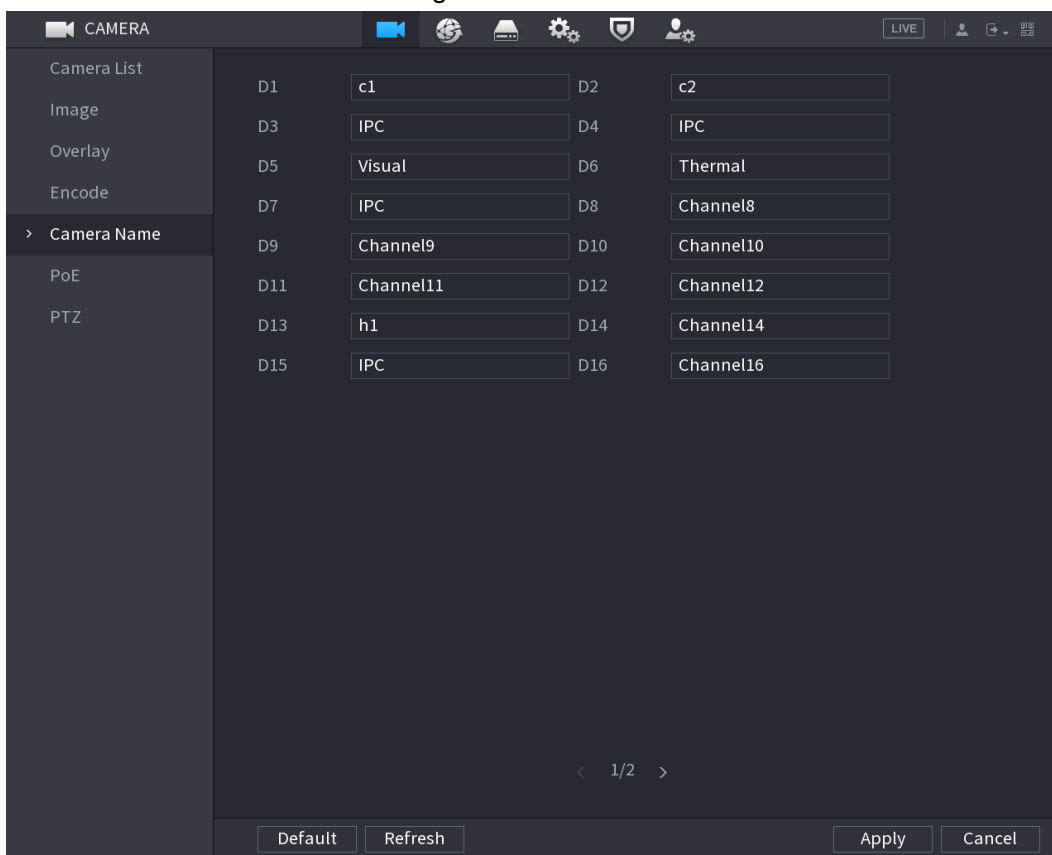 CAMERA LIVE
Camera List
Image
Overlay
Encode
Camera Name
PoE
PTZ
D1 c1 D2 c2
D3 IPC D4 IPC
D5 Visual D6 Thermal
D7 IPC D8 Channel8
D9 Channel9 D10 Channel10
D11 Channel11 D12 Channel12
D13 h1 D14 Channel14
D15 IPC D16 Channel16
1/2
Default Refresh Apply Cancel